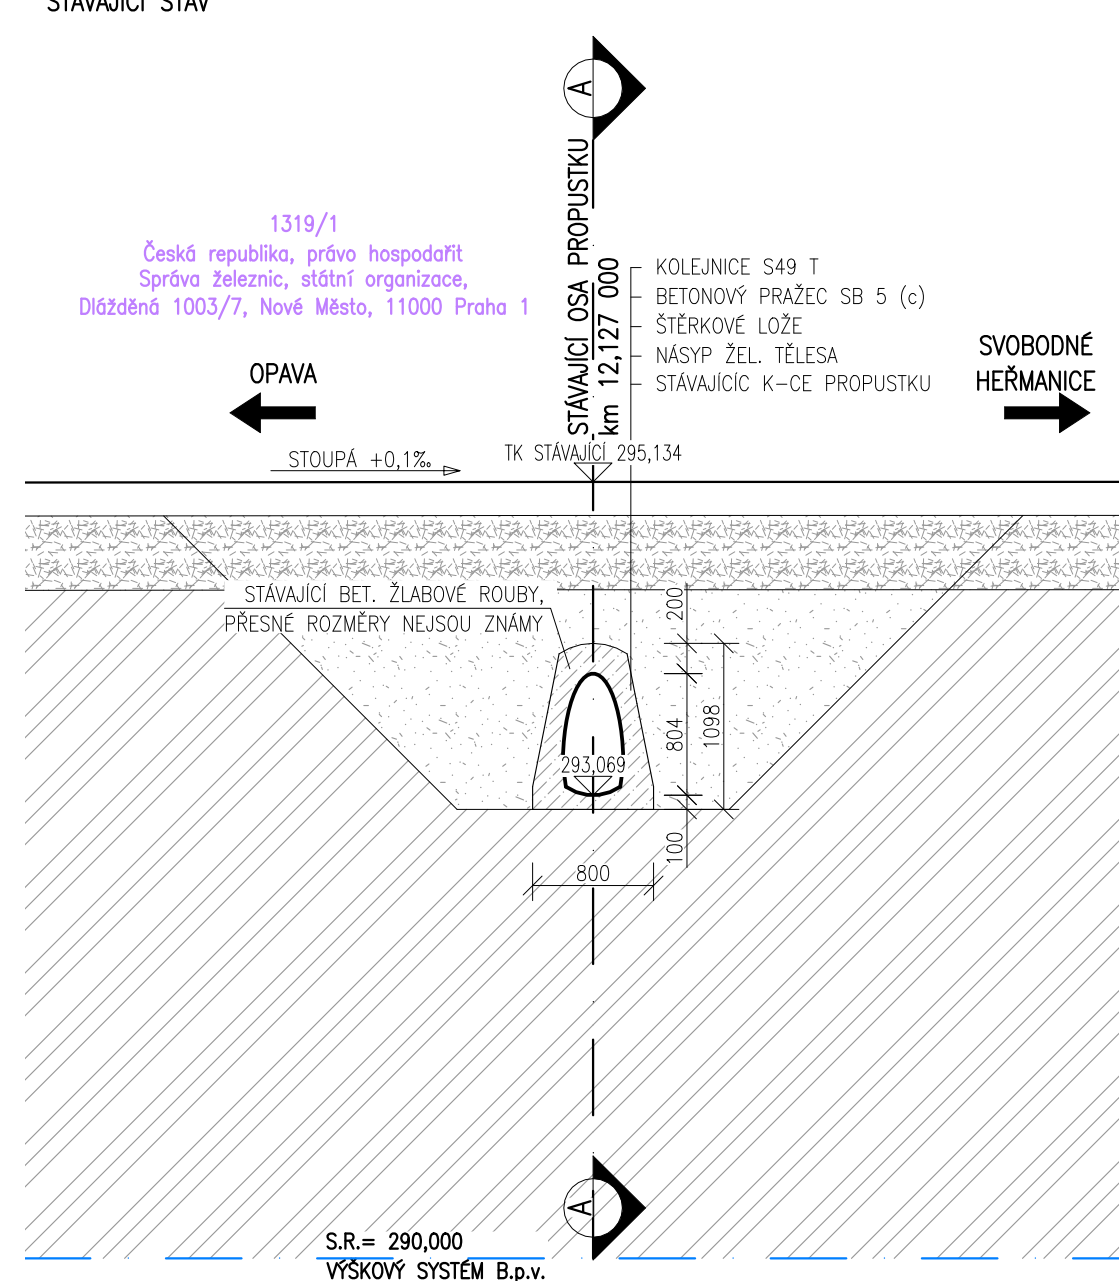 STÁVAJÍCÍ STAV
A
STÁVAJÍCÍ OSA PROPUSTKU
km 12,127 000
1319/1
Česká republika, právo hospodařit
Správa železnic, státní organizace,
Dlážděná 1003/7, Nové Město, 11000 Praha 1
KOLEJNICE S49 T
BETONOVÝ PRAŽEC SB 5 (c)
ŠTĚRKOVÉ LOŽE
NÁSYP ŽEL. TĚLESA
STÁVAJÍCÍC K-CE PROPUSTKU
OPAVA
SVOBODNÉ
HEŘMANICE
STOUPÁ +0,1‰
TK STÁVAJÍCÍ 295,134
STÁVAJÍCÍ BET. ŽLABOVÉ ROUBY,
PŘESNÉ ROZMĚRY NEJSOU ZNÁMY
200
804
1098
293,069
100
800
A
S.R.= 290,000
VÝŠKOVÝ SYSTÉM B.p.v.